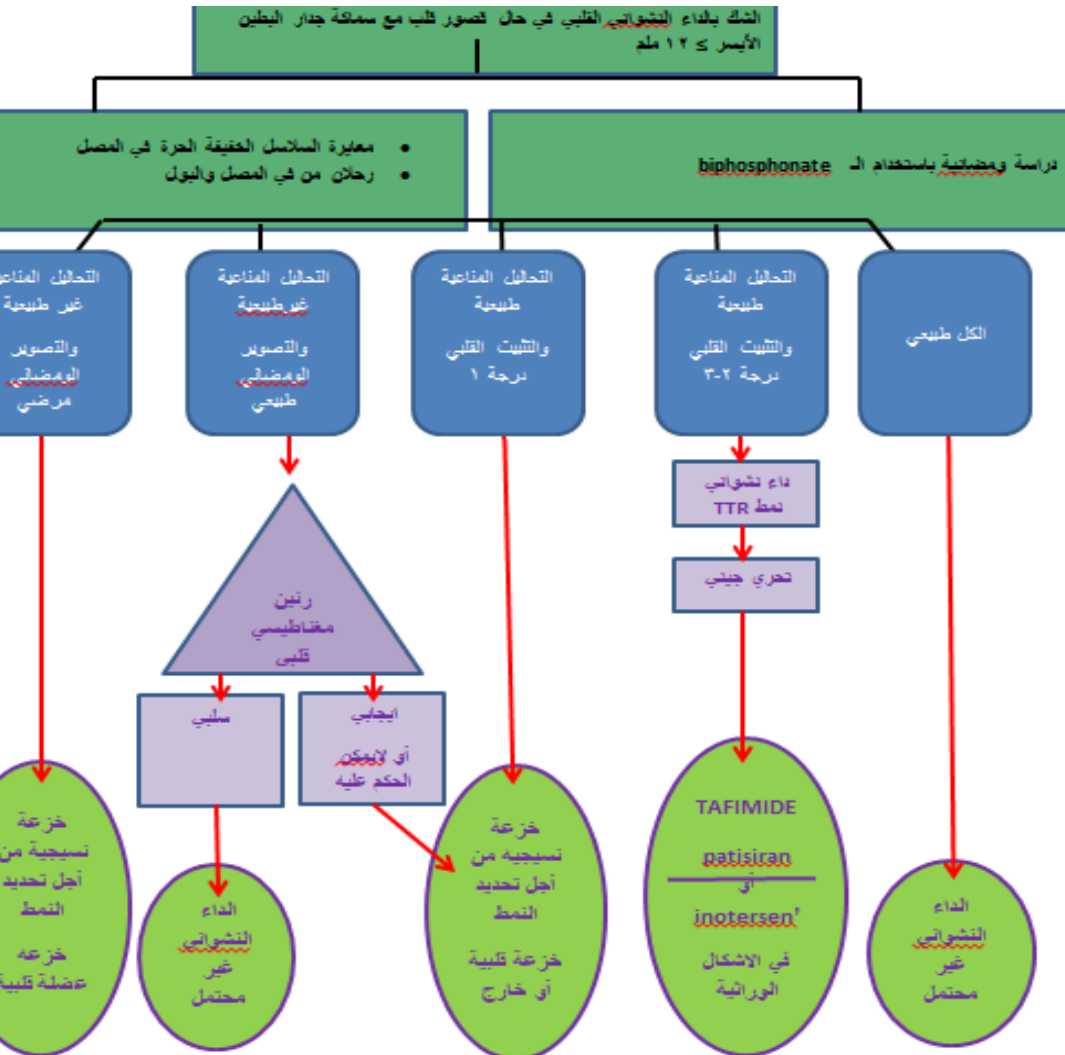 الشك بالداء النشواني القلبي في حال قصور قلب مع سماكة جدار البطين
الأيسر ≥ ١٢ ملم
دراسة ومضانية باستخدام الـ biphosphonate
• معايرة السلاسل الخفيفة الحرة في المصل
• رحلان من في المصل والبول
الكل طبيعي
التحاليل المناعية
طبيعية
والتثبيت القلبي
درجة ٢-٣
التحاليل المناعية
طبيعية
والتثبيت القلبي
درجة ١
التحاليل المناعية
غيرطبيعية
والتصوير
الومضاني
طبيعي
التحاليل المناعي
غير طبيعية
والتصوير
الومضاني
مرضي
داء نشواني
نمط TTR
تحري جيني
رنين
مغناطيسي
قلبي
ايجابي
أو لايمكن
الحكم عليه
سلبي
الداء
النشواني
غير
محتمل
TAFIMIDE
patisiran
أو
inotersen'
في الاشكال
الوراثية
خزعة
نسيجيه من
أجل تحديد
النمط
خزعة قلبية
أو خارج
الداء
النشواني
غير
محتمل
خزعة
نسيجية من
أجل تحديد
النمط
خزعه
عضلة قلبية